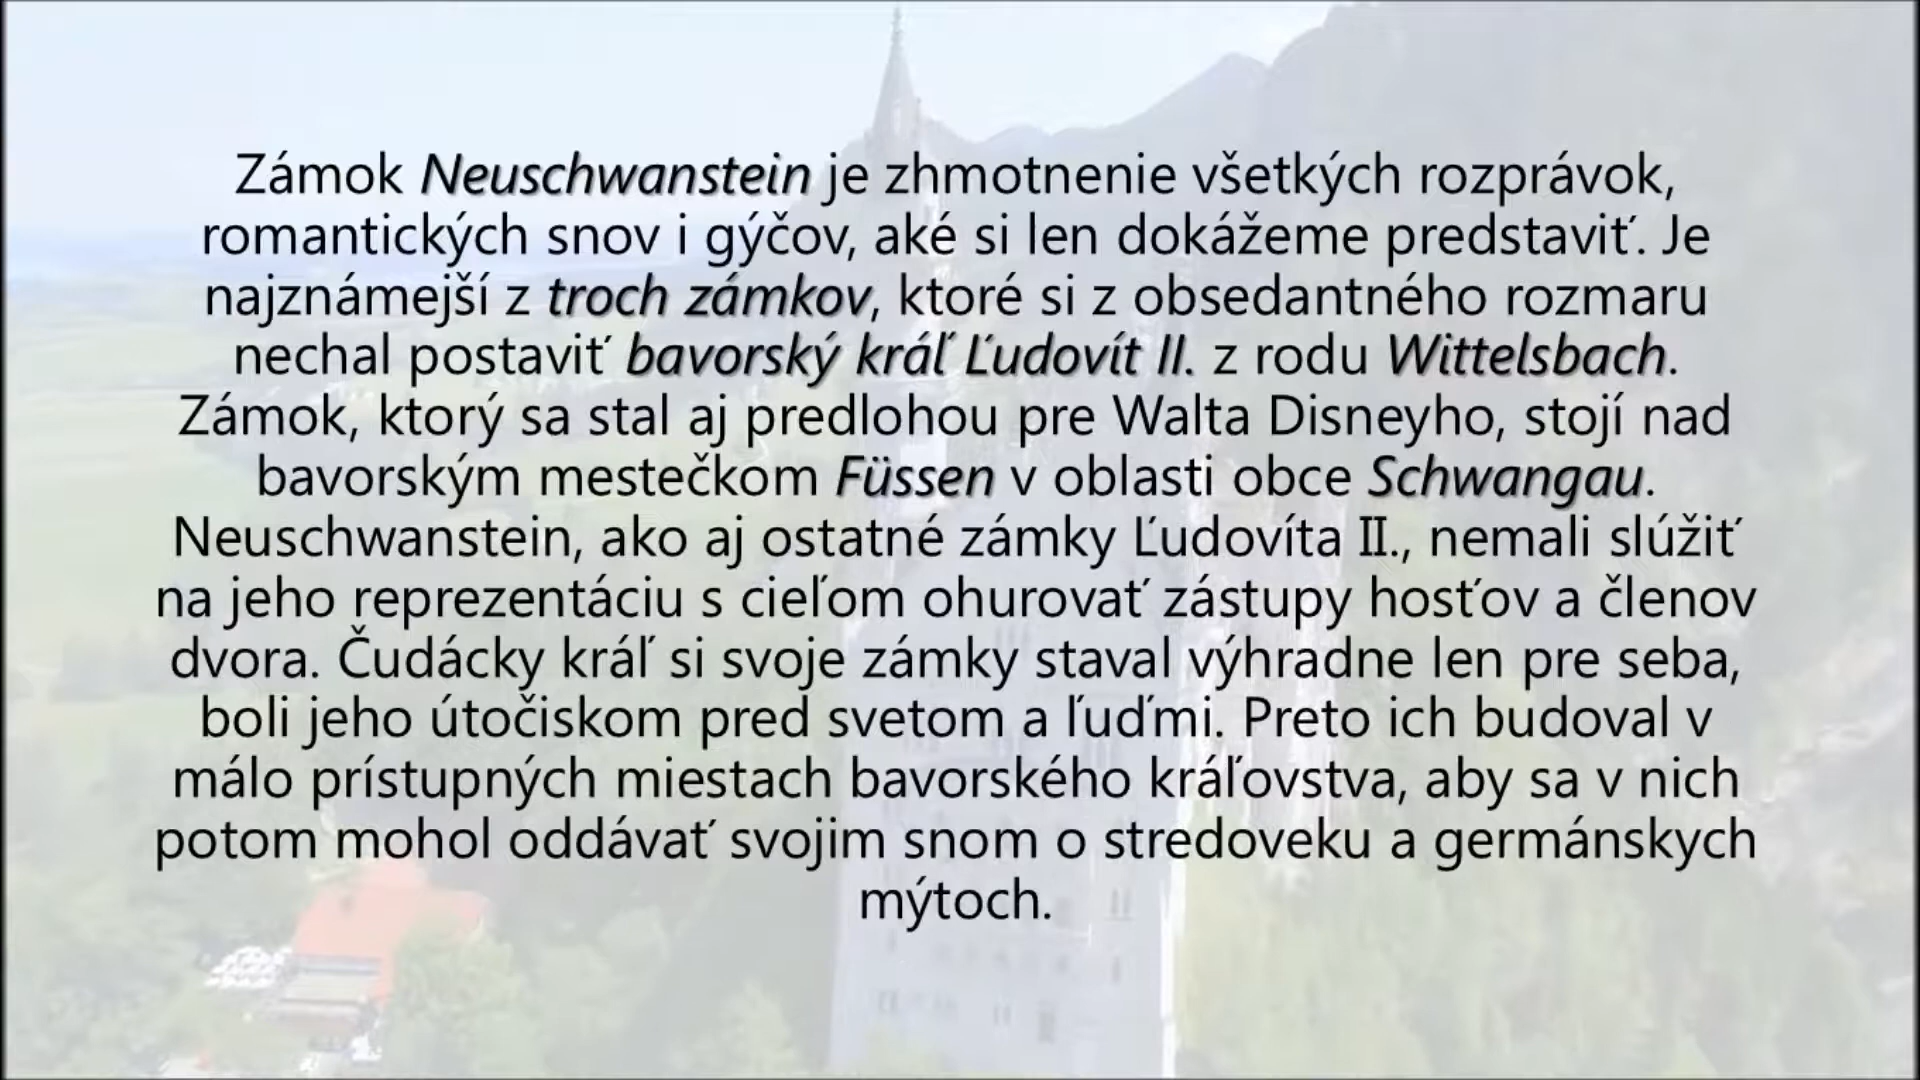 Zámok Neuschwanstein je zhmotnenie všetkých rozprávok,
romantických snov i gýčov, aké si len dokážeme predstaviť. Je
najznámejší z troch zámkov, ktoré si z obsedantného rozmaru
nechal postaviť bavorský kráľ Ľudovít II. z rodu Wittelsbach.
Zámok, ktorý sa stal aj predlohou pre Walta Disneyho, stojí nad
bavorským mestečkom Füssen v oblasti obce Schwangau.
Neuschwanstein, ako aj ostatné zámky Ľudovíta II., nemali slúžiť
na jeho reprezentáciu s cieľom ohurovať zástupy hosťov a členov
dvora. Čudácky kráľ si svoje zámky staval výhradne len pre seba,
boli jeho útočiskom pred svetom a ľuďmi. Preto ich budoval v
málo prístupných miestach bavorského kráľovstva, aby sa v nich
potom mohol oddávať svojim snom o stredoveku a germánskych
mýtoch.